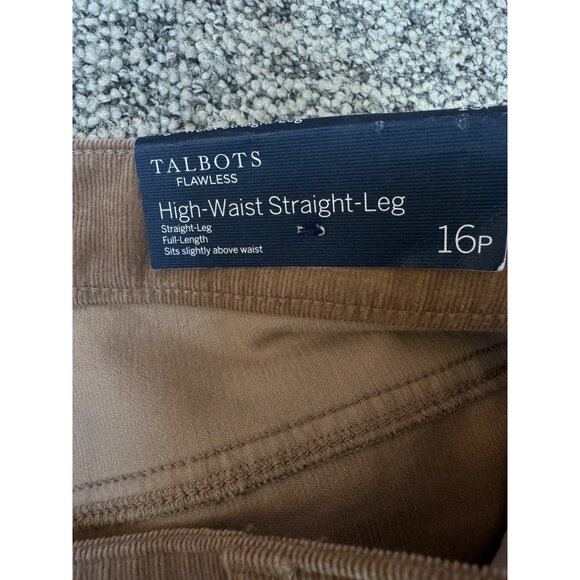 TALBOTS
FLAWLESS
High-Waist Straight-Leg
Straight-Leg
Full-Length
Sits slightly above waist
16P